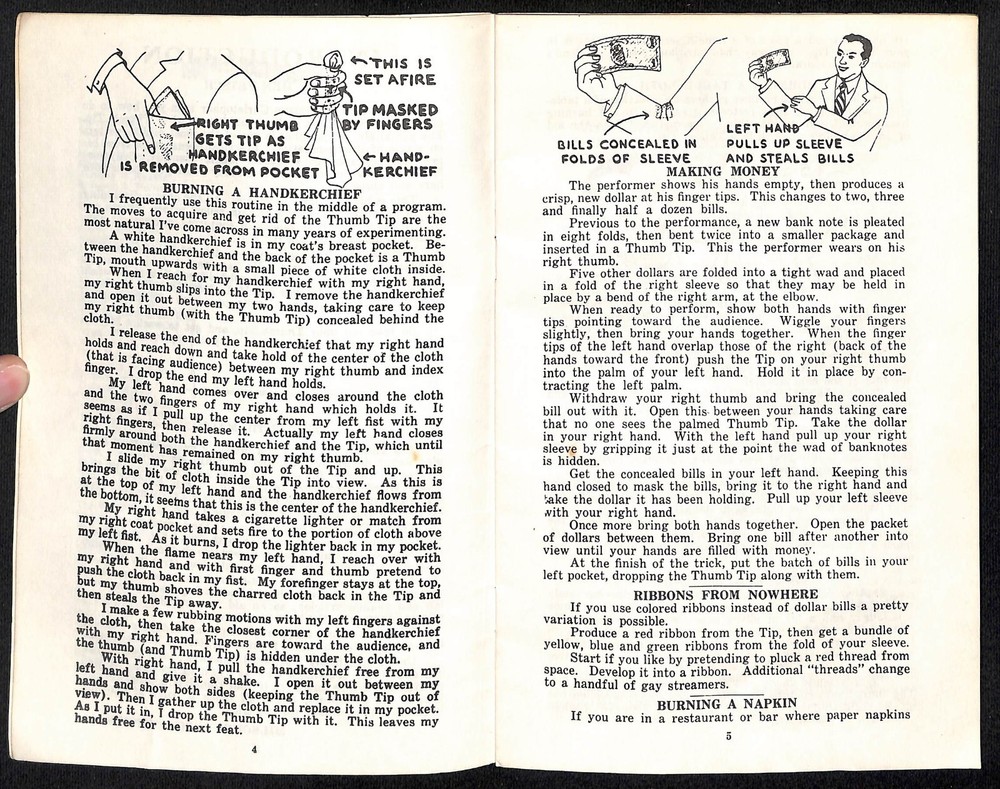 ←THIS IS
SET AFIRE
TIP MASKED
BY FINGERS
←RIGHT THUMB
GETS TIP AS
HANDKERCHIEF
IS REMOVED FROM POCKET
←HAND-
KERCHIEF
BURNING A HANDKERCHIEF
I frequently use this routine in the middle of a program.
The moves to acquire and get rid of the Thumb Tip are the
most natural I've come across in many years of experimenting.
A white handkerchief is in my coat's breast pocket. Be-
tween the handkerchief and the back of the pocket is a Thumb
Tip, mouth upwards with a small piece of white cloth inside.
When I reach for my handkerchief with my right hand,
my right thumb slips into the Tip. I remove the handkerchief
and open it out between my two hands, taking care to keep
my right thumb (with the Thumb Tip) concealed behind the
cloth.
I release the end of the handkerchief that my right hand
holds and reach down and take hold of the center of the cloth
(that is facing audience) between my right thumb and index
finger. I drop the end my left hand holds.
My left hand comes over and closes around the cloth
and the two fingers of my right hand which holds it. It
seems as if I pull up the center from my left fist with my
right fingers, then release it. Actually my left hand closes
firmly around both the handkerchief and the Tip, which until
that moment has remained on my right thumb.
I slide my right thumb out of the Tip and up. This
brings the bit of cloth inside the Tip into view. As this is
at the top of my left hand and the handkerchief flows from
the bottom, it seems that this is the center of the handkerchief.
My right hand takes a cigarette lighter or match from
my right coat pocket and sets fire to the portion of cloth above
my left fist. As it burns, I drop the lighter back in my pocket.
When the flame nears my left hand, I reach over with
my right hand and with first finger and thumb pretend to
push the cloth back in my fist. My forefinger stays at the top,
but my thumb shoves the charred cloth back in the Tip and
then steals the Tip away.
I make a few rubbing motions with my left fingers against
the cloth, then take the closest corner of the handkerchief
with my right hand. Fingers are toward the audience, and
the thumb (and Thumb Tip) is hidden under the cloth.
With right hand, I pull the handkerchief free from my
left hand and give it a shake. I open it out between my
hands and show both sides (keeping the Thumb Tip out of
view). Then I gather up the cloth and replace it in my pocket.
As I put it in, I drop the Thumb Tip with it. This leaves my
hands free for the next feat.
4
BILLS CONCEALED IN
FOLDS OF SLEEVE
LEFT HAND
PULLS UP SLEEVE
AND STEALS BILLS
MAKING MONEY
The performer shows his hands empty, then produces a
crisp, new dollar at his finger tips. This changes to two, three
and finally half a dozen bills.
Previous to the performance, a new bank note is pleated
in eight folds, then bent twice into a smaller package and
inserted in a Thumb Tip. This the performer wears on his
right thumb.
Five other dollars are folded into a tight wad and placed
in a fold of the right sleeve so that they may be held in
place by a bend of the right arm, at the elbow.
When ready to perform, show both hands with finger
tips pointing toward the audience. Wiggle your fingers
slightly, then bring your hands together. When the finger
tips of the left hand overlap those of the right (back of the
hands toward the front) push the Tip on your right thumb
into the palm of your left hand. Hold it in place by con-
tracting the left palm.
Withdraw your right thumb and bring the concealed
bill out with it. Open this between your hands taking care
that no one sees the palmed Thumb Tip. Take the dollar
in your right hand. With the left hand pull up your right
sleeve by gripping it just at the point the wad of banknotes
is hidden.
Get the concealed bills in your left hand. Keeping this
hand closed to mask the bills, bring it to the right hand and
take the dollar it has been holding. Pull up your left sleeve
with your right hand.
Once more bring both hands together. Open the packet
of dollars between them. Bring one bill after another into
view until your hands are filled with money.
At the finish of the trick, put the batch of bills in your
left pocket, dropping the Thumb Tip along with them.
RIBBONS FROM NOWHERE
If you use colored ribbons instead of dollar bills a pretty
variation is possible.
Produce a red ribbon from the Tip, then get a bundle of
yellow, blue and green ribbons from the fold of your sleeve.
Start if you like by pretending to pluck a red thread from
space. Develop it into a ribbon. Additional "threads" change
to a handful of gay streamers.
BURNING A NAPKIN
If you are in a restaurant or bar where paper napkins
5